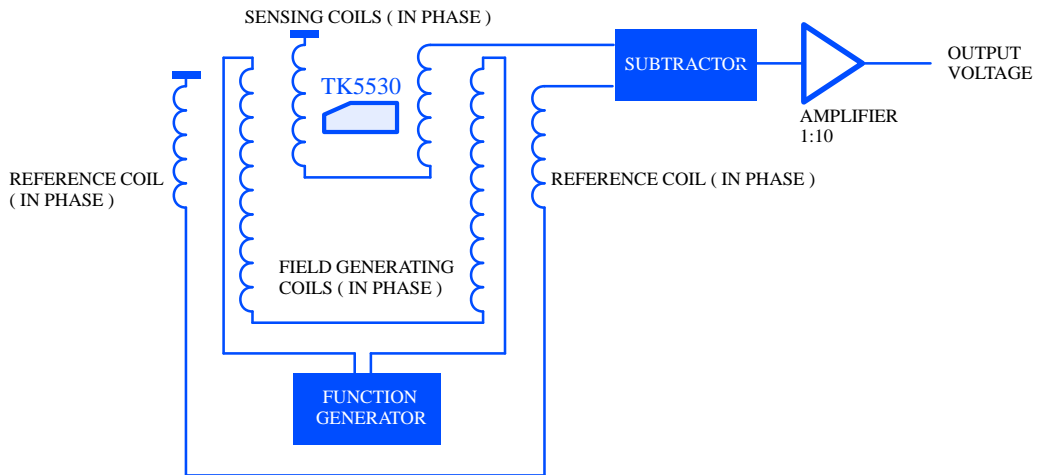 SENSING COILS ( IN PHASE )
SUBTRACTOR
OUTPUT
VOLTAGE
TK5530
AMPLIFIER
1:10
REFERENCE COIL
( IN PHASE )
REFERENCE COIL ( IN PHASE )
FIELD GENERATING
COILS ( IN PHASE )
FUNCTION
GENERATOR